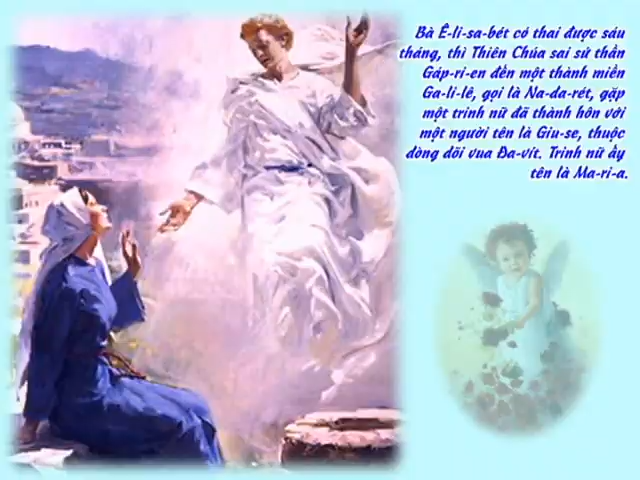 Bà Ê-li-sa-bét có thai được sáu
tháng, thì Thiên Chúa sai sứ thần
Gáp-ri-en đến một thành miền
Ga-li-lê, gọi là Na-da-rét, gặp
một trinh nữ đã thành hôn với
một người tên là Giu-se, thuộc
dòng dõi vua Đa-vít. Trinh nữ ấy
tên là Ma-ri-a.